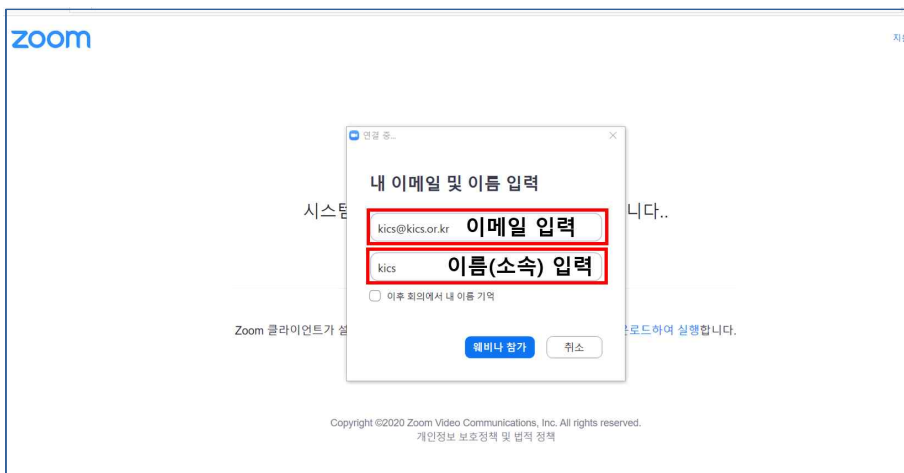 zoom
지원
연결 중...
내 이메일 및 이름 입력
시스템
니다..
kics@kics.or.kr 이메일 입력
kics 이름(소속) 입력
이후 회의에서 내 이름 기억
Zoom 클라이언트가 설
로드하여 실행합니다.
웨비나 참가 취소
Copyright ©2020 Zoom Video Communications, Inc. All rights reserved.
개인정보 보호정책 및 법적 정책